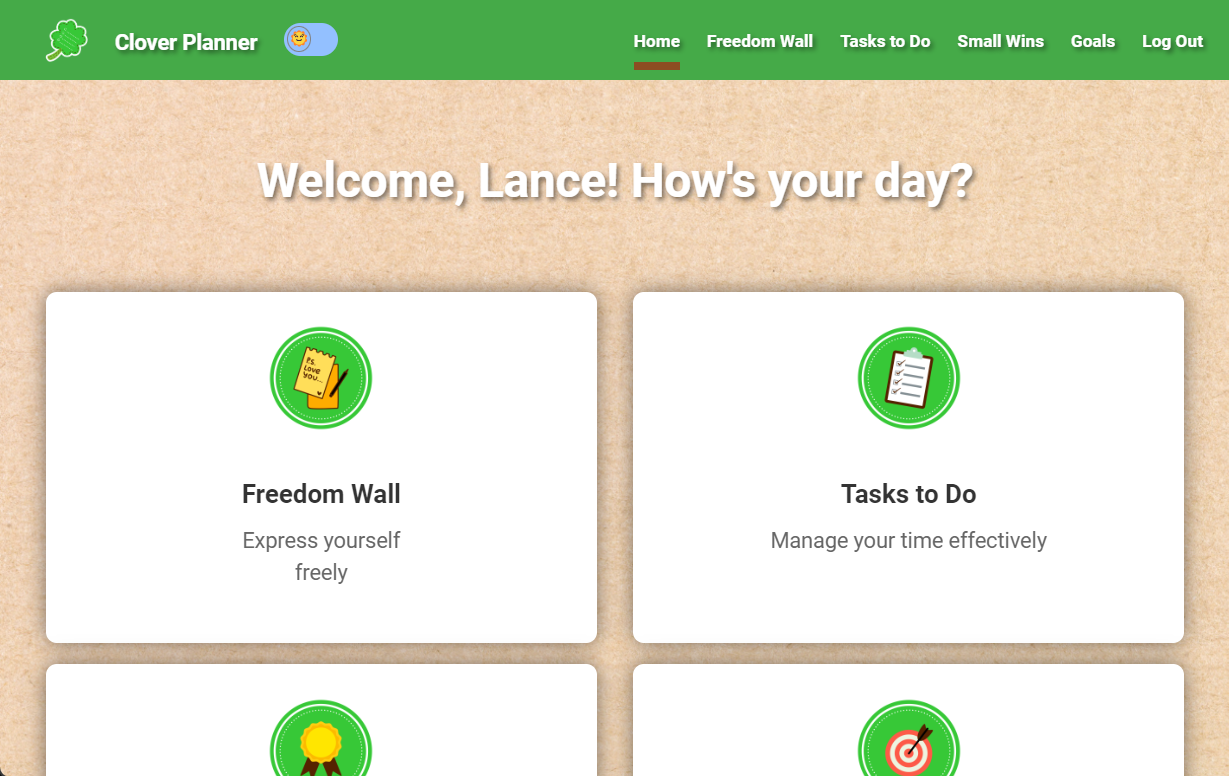 Clover Planner
Home
Freedom Wall
Tasks to Do
Small Wins
Goals
Log Out
Welcome, Lance! How's your day?
P.S.
Love
you...
Freedom Wall
Express yourself
freely
Tasks to Do
Manage your time effectively